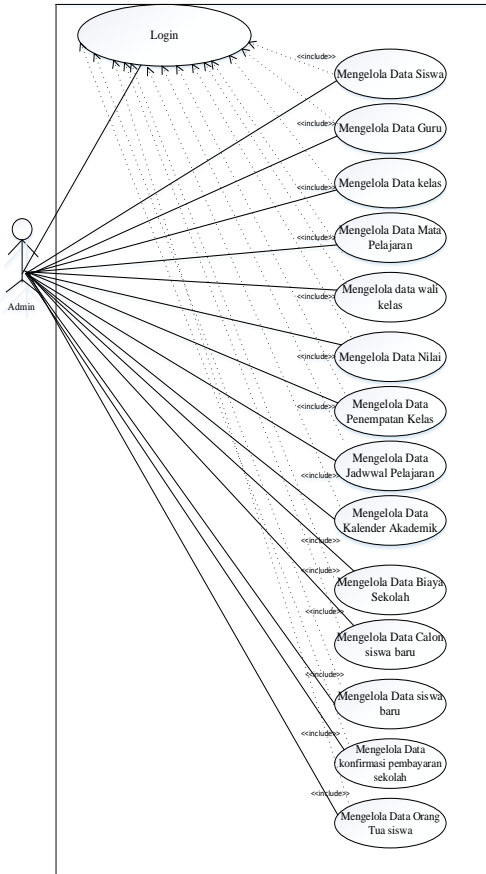 Login
<<include>>
Mengelola Data Siswa
<<include>>
Mengelola Data Guru
<<include>>
Mengelola Data kelas
<<include>>
Mengelola Data Mata
Pelajaran
<<include>>
Mengelola data wali
kelas
Admin
<<include>>
Mengelola Data Nilai
<<include>>
Mengelola Data
Penempatan Kelas
Mengelola Data
Jadwwal Pelajaran
<<include>>
Mengelola Data
Kalender Akademik
<<include>>
<<include>>
Mengelola Data Biaya
Sekolah
<<include>>
Mengelola Data Calon
siswa baru
<<include>>
Mengelola Data siswa
baru
<<include>>
Mengelola Data
konfirmasi pembayaran
sekolah
<<include>>
Mengelola Data Orang
Tua siswa